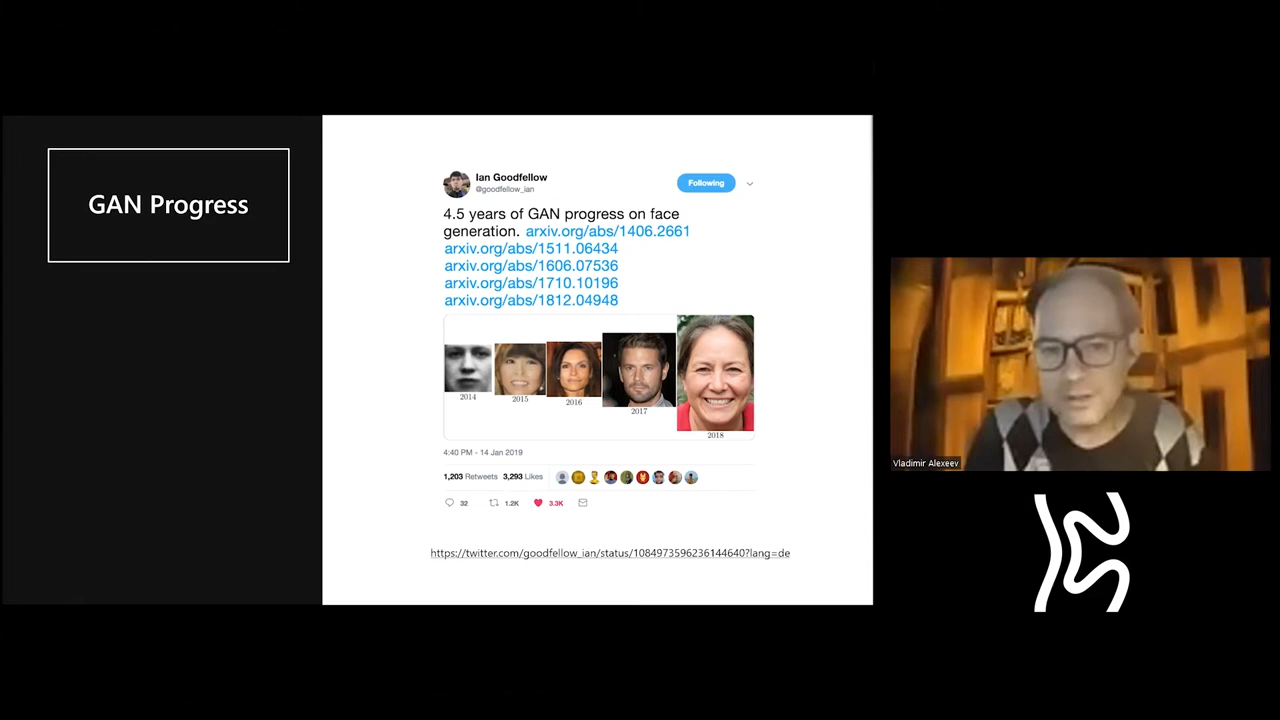 GAN Progress
Ian Goodfellow
@goodfellow_ian
Following
4.5 years of GAN progress on face
generation. arxiv.org/abs/1406.2661
arxiv.org/abs/1511.06434
arxiv.org/abs/1606.07536
arxiv.org/abs/1710.10196
arxiv.org/abs/1812.04948
2014
2015
2016
2017
2018
4:40 PM - 14 Jan 2019
1,203 Retweets 3,293 Likes
32 1.2K 3.3K
https://twitter.com/goodfellow_ian/status/1084973596236144640?lang=de
Vladimir Alexeev